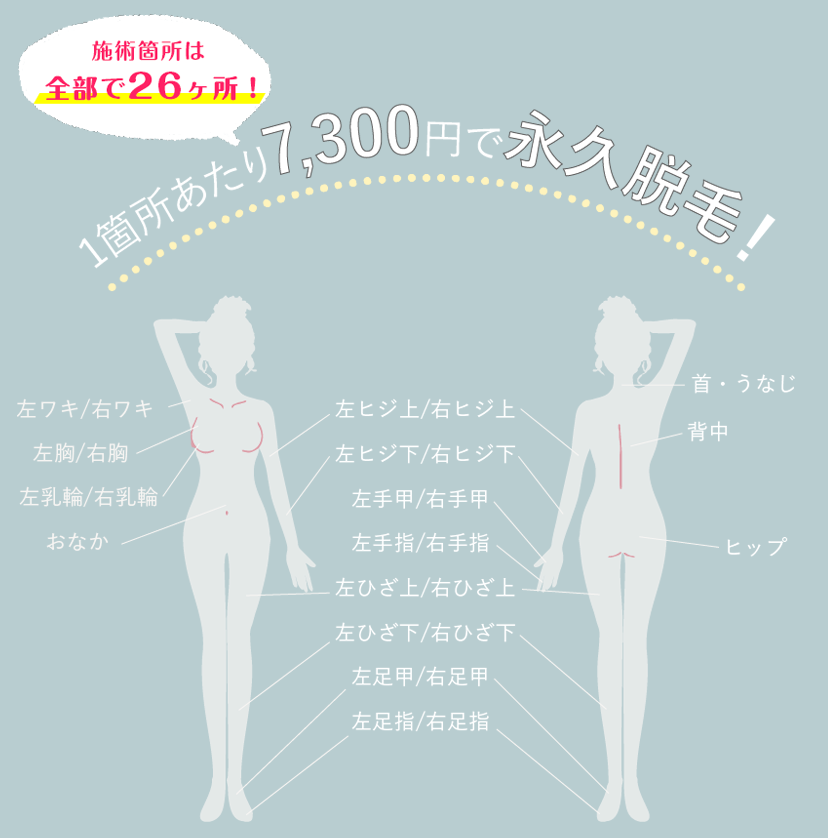 施術箇所は
全部で26ヶ所！
1箇所あたり7,300円で永久脱毛！
左ワキ/右ワキ
左胸/右胸
左乳輪/右乳輪
おなか
左ヒジ上/右ヒジ上
左ヒジ下/右ヒジ下
左手甲/右手甲
左手指/右手指
左ひざ上/右ひざ上
左ひざ下/右ひざ下
左足甲/右足甲
左足指/右足指
首・うなじ
背中
ヒップ